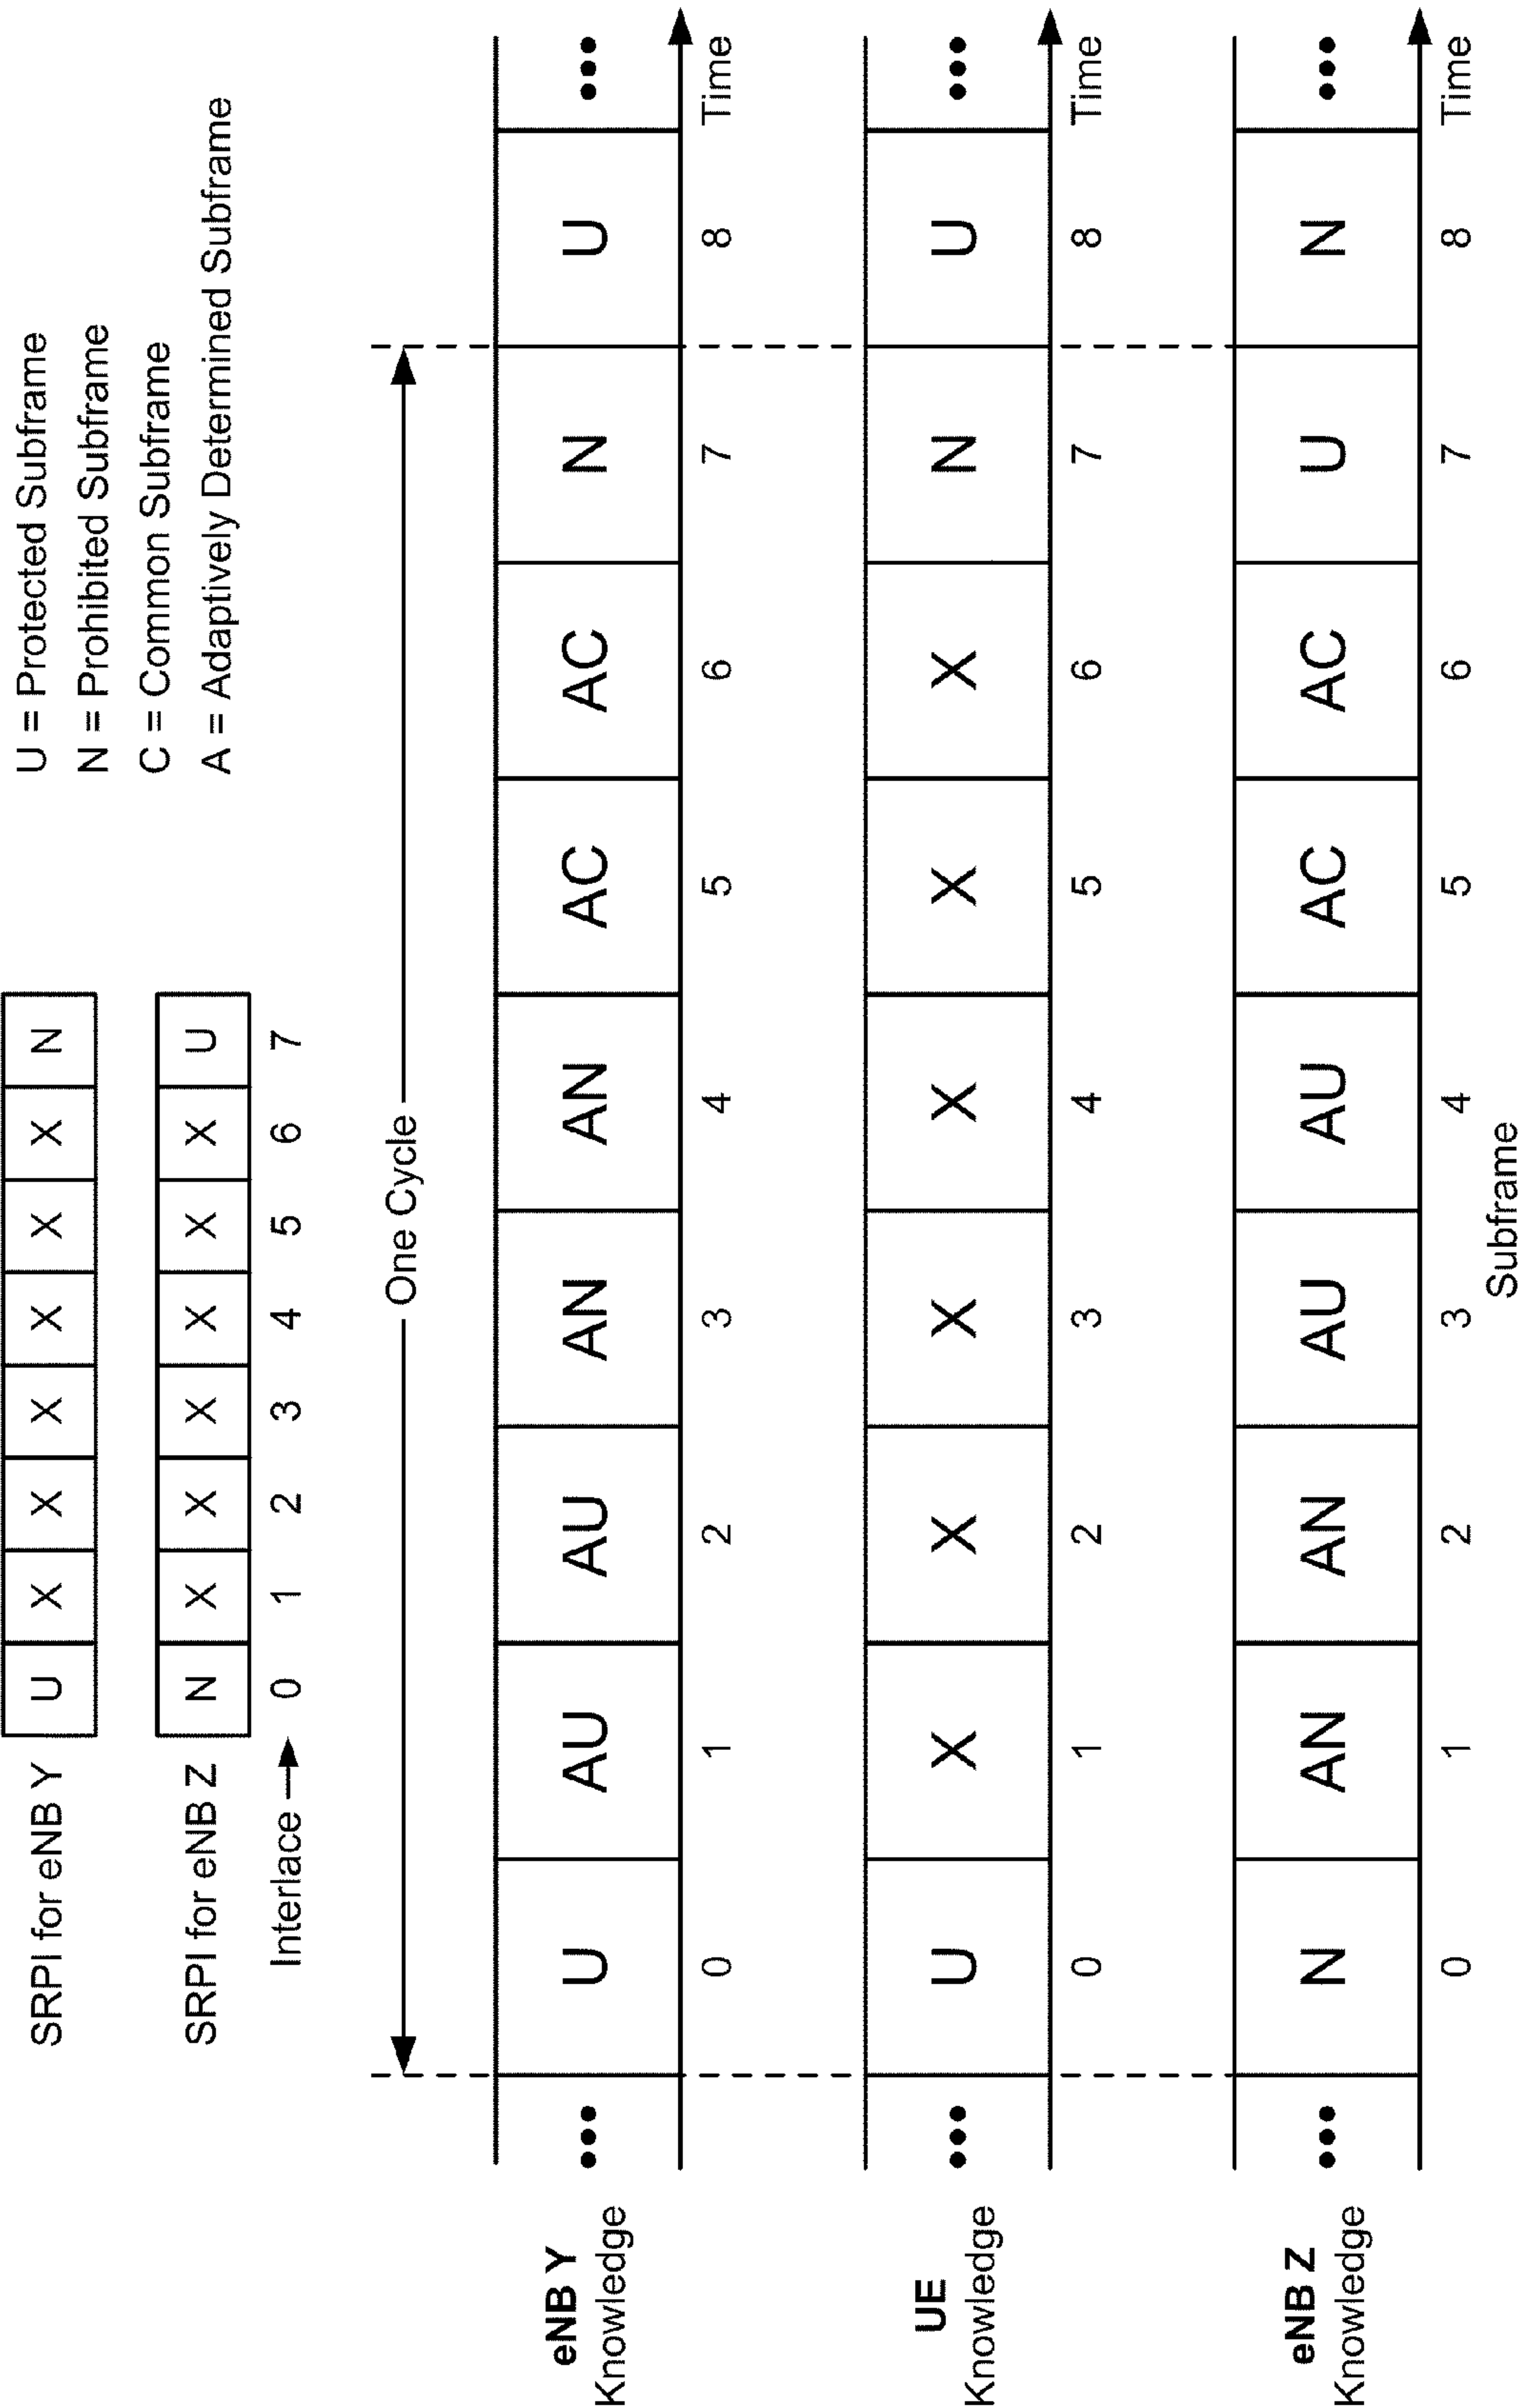 SRPI for eNB Y U X X X X X X N
SRPI for eNB Z N X X X X X X U
Interlace 0 1 2 3 4 5 6 7
U = Protected Subframe
N = Prohibited Subframe
C = Common Subframe
A = Adaptively Determined Subframe
One Cycle
eNB Y
Knowledge
••• U AU AU AN AN AC AC N U •••
0 1 2 3 4 5 6 7 8 Time
UE
Knowledge
••• U X X X X X X N U •••
0 1 2 3 4 5 6 7 8 Time
eNB Z
Knowledge
••• N AN AN AU AU AC AC U N •••
0 1 2 3 4 5 6 7 8 Time
Subframe